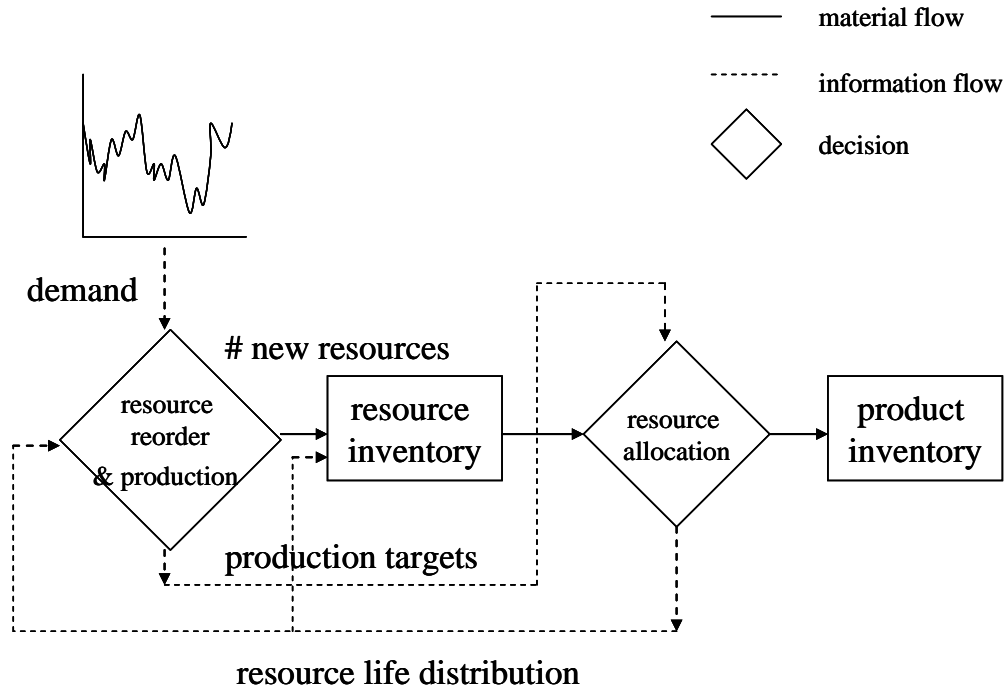 material flow
information flow
decision
demand
# new resources
resource
reorder
& production
resource
inventory
resource
allocation
product
inventory
production targets
resource life distribution